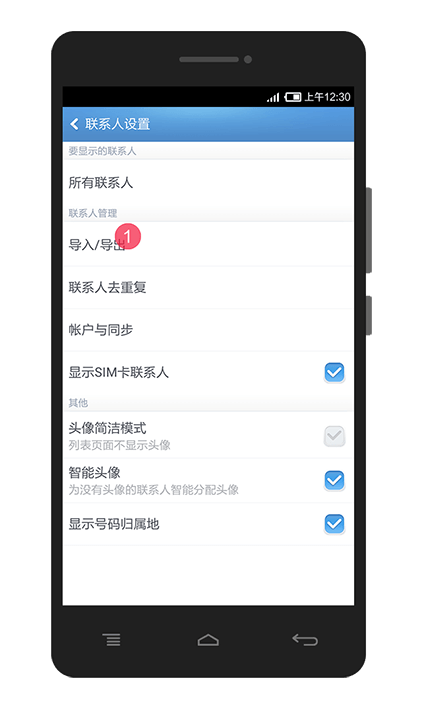 上午12:30
联系人设置
要显示的联系人
所有联系人
联系人管理
导入/导出
1
联系人去重复
帐户与同步
显示SIM卡联系人
其他
头像简洁模式
列表页面不显示头像
智能头像
为没有头像的联系人智能分配头像
显示号码归属地